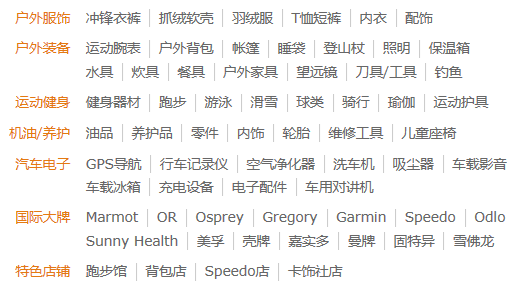 户外服饰 冲锋衣裤 | 抓绒软壳 | 羽绒服 | T恤短裤 | 内衣 | 配饰
户外装备 运动腕表 | 户外背包 | 帐篷 | 睡袋 | 登山杖 | 照明 | 保温箱
水具 | 炊具 | 餐具 | 户外家具 | 望远镜 | 刀具/工具 | 钓鱼
运动健身 健身器材 | 跑步 | 游泳 | 滑雪 | 球类 | 骑行 | 瑜伽 | 运动护具
机油/养护 油品 | 养护品 | 零件 | 内饰 | 轮胎 | 维修工具 | 儿童座椅
汽车电子 GPS导航 | 行车记录仪 | 空气净化器 | 洗车机 | 吸尘器 | 车载影音
车载冰箱 | 充电设备 | 电子配件 | 车用对讲机
国际大牌 Marmot | OR | Osprey | Gregory | Garmin | Speedo | Odlo
Sunny Health | 美孚 | 壳牌 | 嘉实多 | 曼牌 | 固特异 | 雪佛龙
特色店铺 跑步馆 | 背包店 | Speedo店 | 卡饰社店